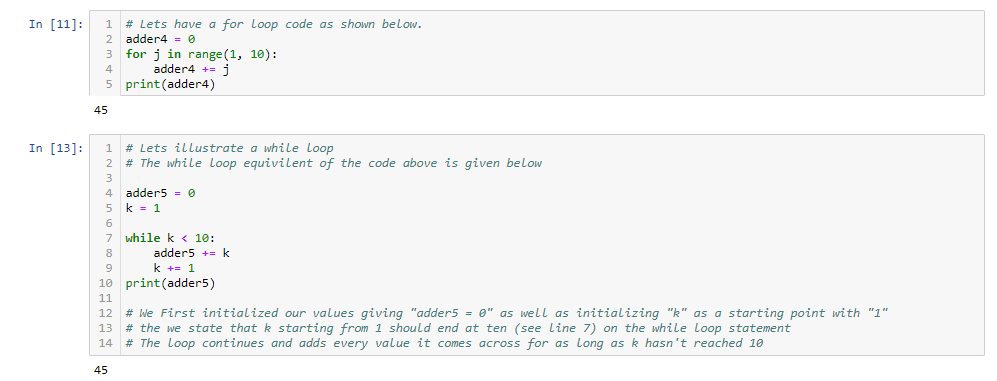 In [11]:
1 # Lets have a for loop code as shown below.
2 adder4 = 0
3 for j in range(1, 10):
4     adder4 += j
5 print(adder4)
45
In [13]:
1 # Lets illustrate a while loop
2 # The while loop equivilent of the code above is given below
3
4 adder5 = 0
5 k = 1
6
7 while k < 10:
8     adder5 += k
9     k += 1
10 print(adder5)
11
12 # We First initialized our values giving "adder5 = 0" as well as initializing "k" as a starting point with "1"
13 # the we state that k starting from 1 should end at ten (see line 7) on the while loop statement
14 # The loop continues and adds every value it comes across for as long as k hasn't reached 10
45